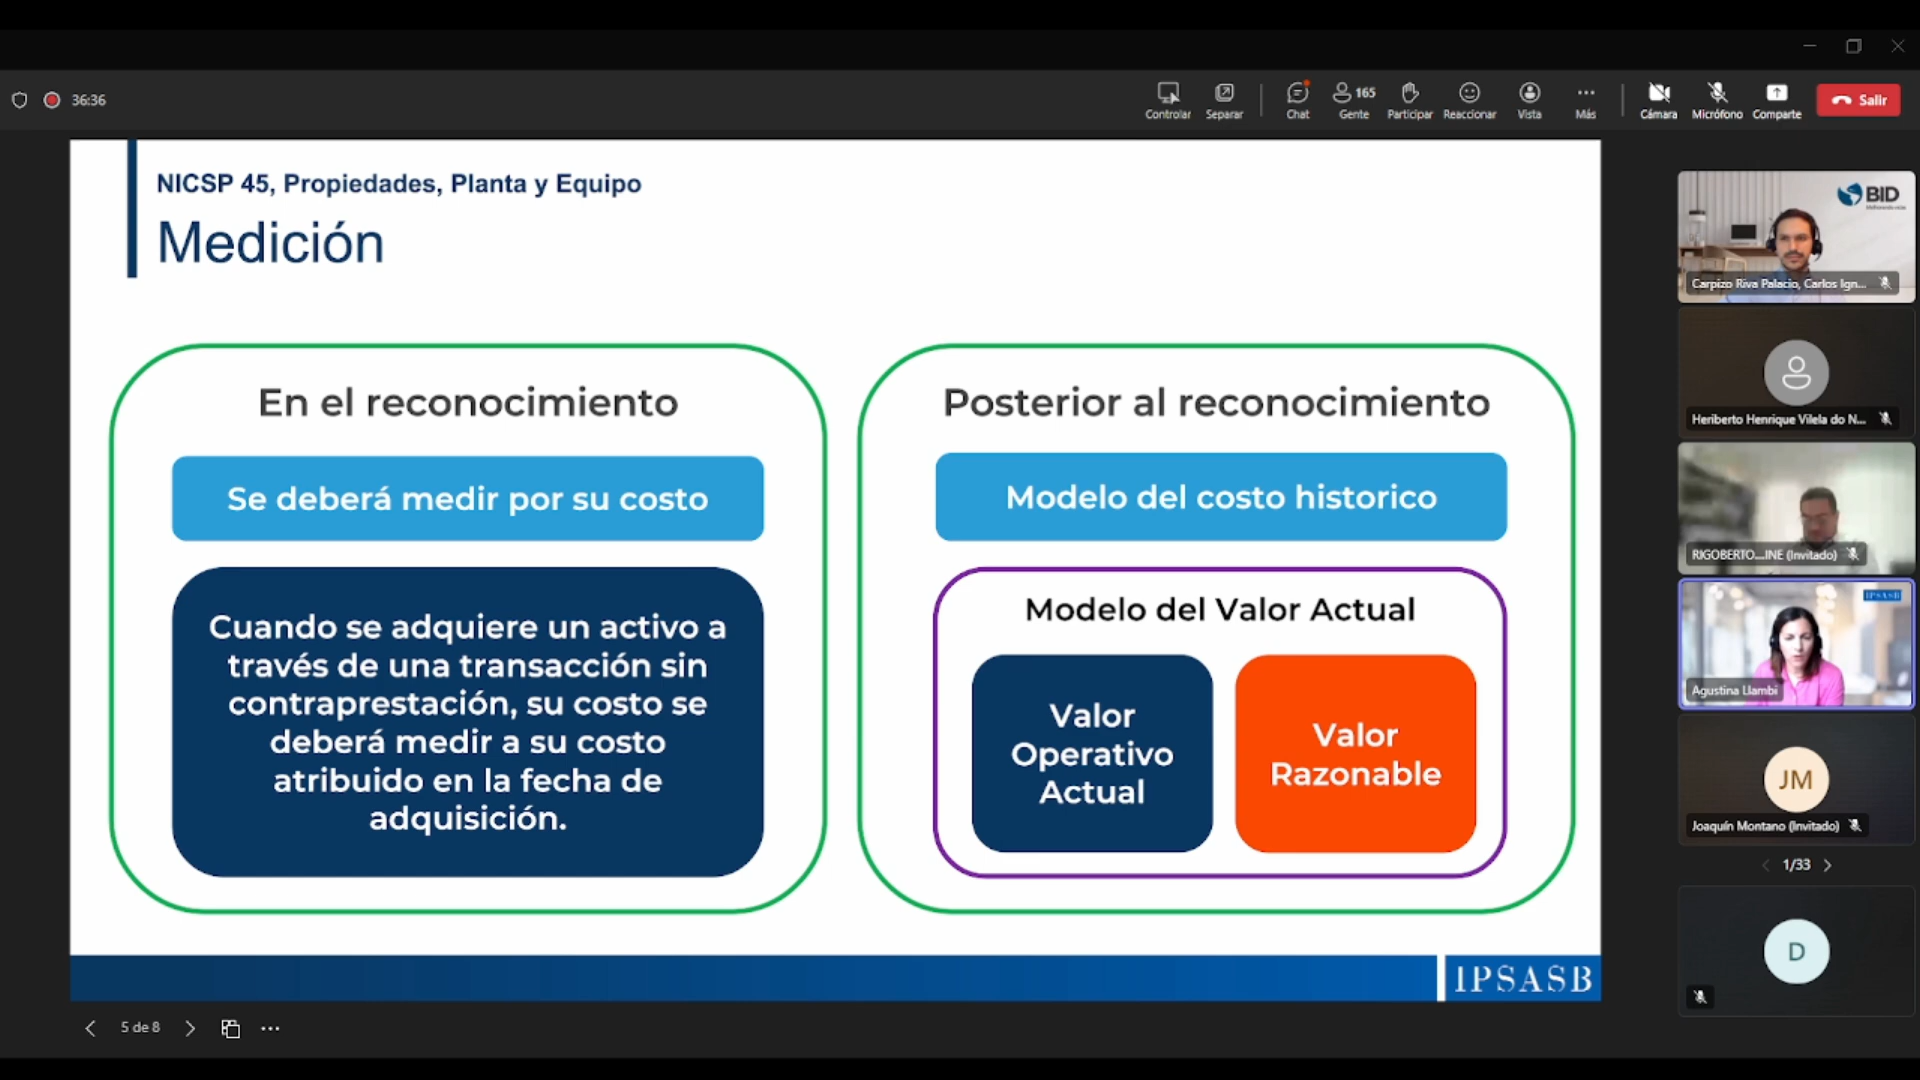 36:36
Controlar
Separar
Chat
165
Gente
Participar
Reaccionar
Vista
Más
Cámara
Micrófono
Comparte
Salir
NICSP 45, Propiedades, Planta y Equipo
Medición
En el reconocimiento
Se deberá medir por su costo
Cuando se adquiere un activo a
través de una transacción sin
contraprestación, su costo se
deberá medir a su costo
atribuido en la fecha de
adquisición.
Posterior al reconocimiento
Modelo del costo historico
Modelo del Valor Actual
Valor
Operativo
Actual
Valor
Razonable
IPSASB
5 de 8
BID
Carpizo Riva Palacio, Carlos Ign...
Heriberto Henrique Vilela do N...
RIGOBERTO...INE (Invitado)
IPSASB
Agustina Llambi
JM
Joaquín Montano (Invitado)
1/33
D